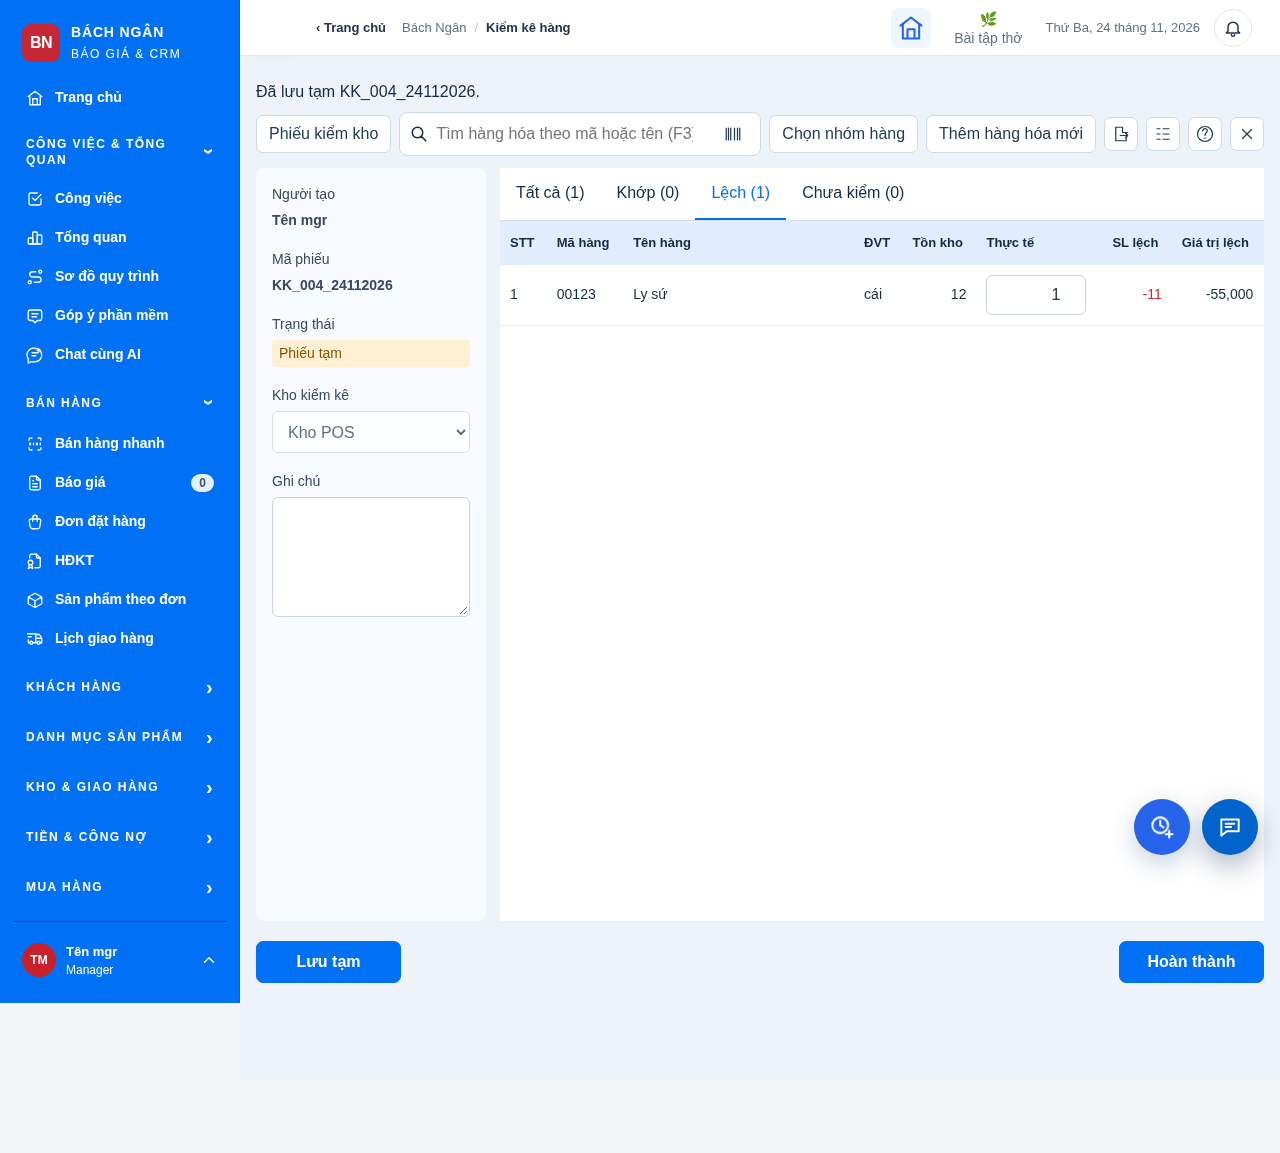 BN
BÁCH NGÂN
BÁO GIÁ & CRM
Trang chủ
CÔNG VIỆC & TỔNG QUAN
Công việc
Tổng quan
Sơ đồ quy trình
Góp ý phần mềm
Chat cùng AI
BÁN HÀNG
Bán hàng nhanh
Báo giá 0
Đơn đặt hàng
HĐKT
Sản phẩm theo đơn
Lịch giao hàng
KHÁCH HÀNG
DANH MỤC SẢN PHẨM
KHO & GIAO HÀNG
TIỀN & CÔNG NỢ
MUA HÀNG
TM
Tên mgr
Manager
‹ Trang chủ Bách Ngân / Kiểm kê hàng
Bài tập thở
Thứ Ba, 24 tháng 11, 2026
Đã lưu tạm KK_004_24112026.
Phiếu kiểm kho
Tìm hàng hóa theo mã hoặc tên (F3)
Chọn nhóm hàng
Thêm hàng hóa mới
Người tạo
Tên mgr
Mã phiếu
KK_004_24112026
Trạng thái
Phiếu tạm
Kho kiểm kê
Kho POS
Ghi chú
Tất cả (1) Khớp (0) Lệch (1) Chưa kiểm (0)
STT Mã hàng Tên hàng ĐVT Tồn kho Thực tế SL lệch Giá trị lệch
1 00123 Ly sứ cái 12 1 -11 -55,000
Lưu tạm
Hoàn thành